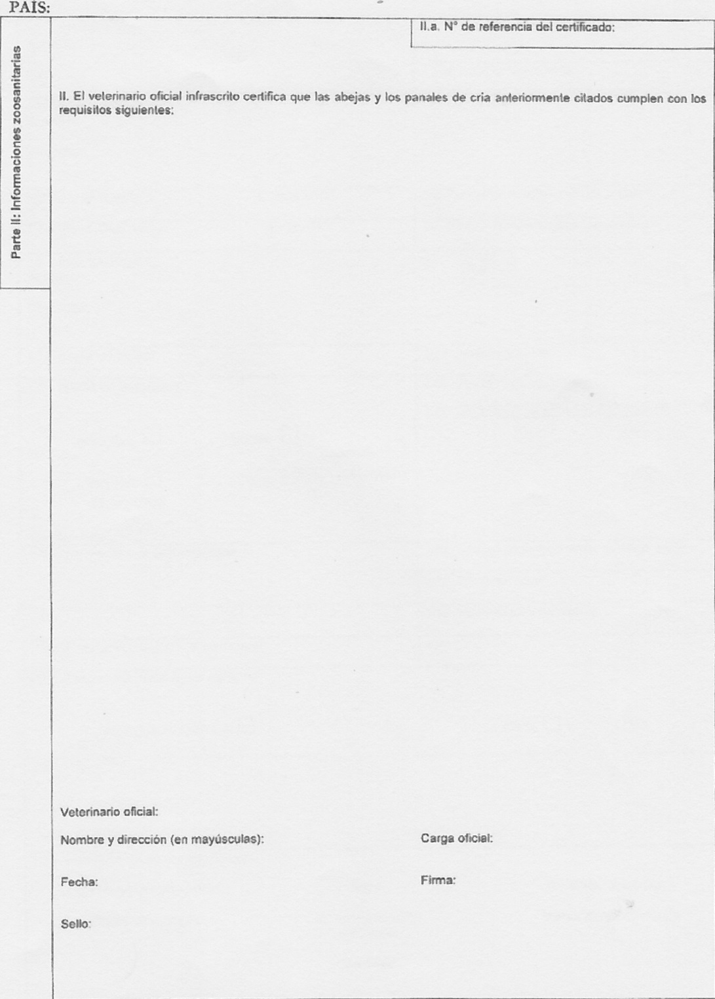 PAÍS:
II.a. N° de referencia del certificado:
Parte II: Informaciones zoosanitarias
II. El veterinario oficial infrascrito certifica que las abejas y los panales de cria anteriormente citados cumplen con los
requisitos siguientes:
Veterinario oficial:
Nombre y dirección (en mayúsculas):
Carga oficial:
Fecha:
Firma:
Sello: